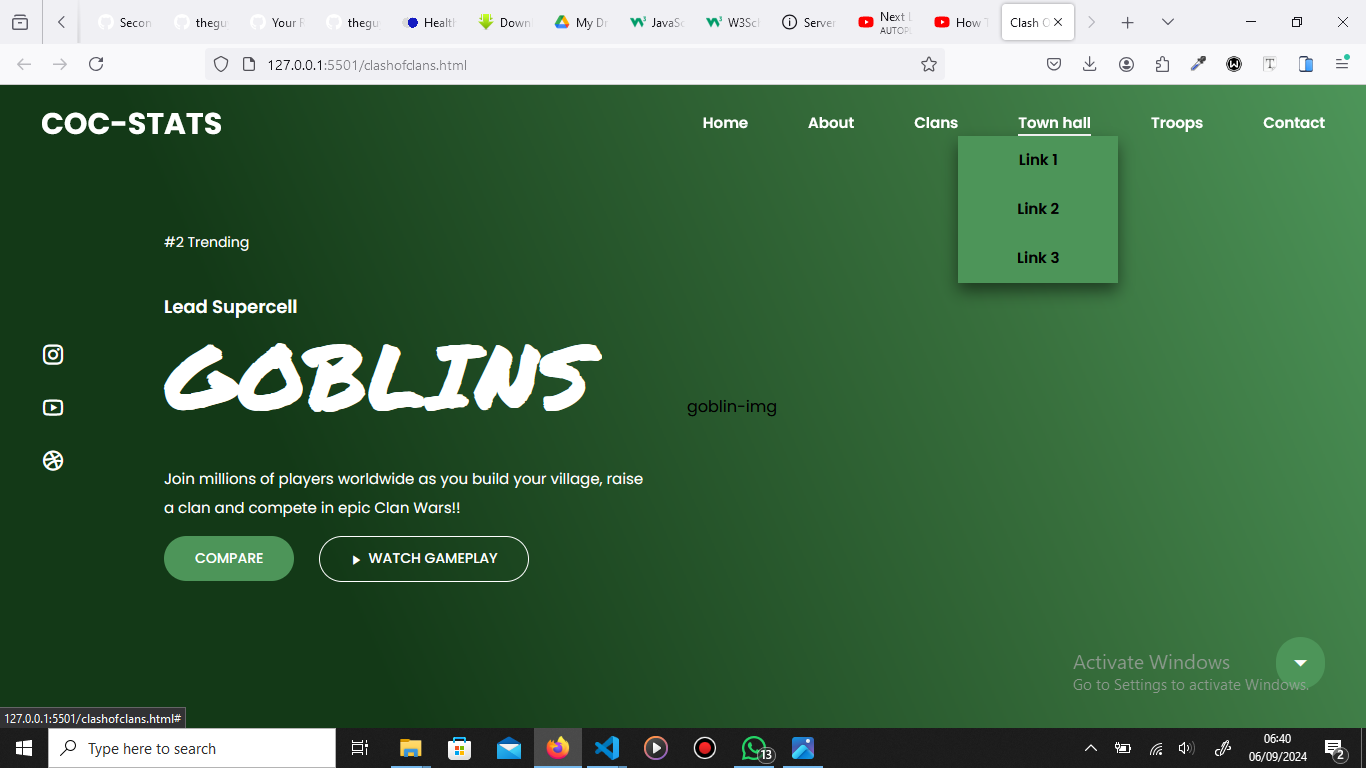 Secon
thegu
Your R
thegu
Health
Downl
My Dr
JavaSc
W3Sch
Server
Next
AUTOPL
How T
Clash O
127.0.0.1:5501/clashofclans.html
COC-STATS
Home About Clans Town hall Troops Contact
Link 1
Link 2
Link 3
#2 Trending
Lead Supercell
GOBLINS
goblin-img
Join millions of players worldwide as you build your village, raise
a clan and compete in epic Clan Wars!!
COMPARE WATCH GAMEPLAY
Activate Windows
Go to Settings to activate Windows.
127.0.0.1:5501/clashofclans.html#
Type here to search
13
06:40
06/09/2024
2